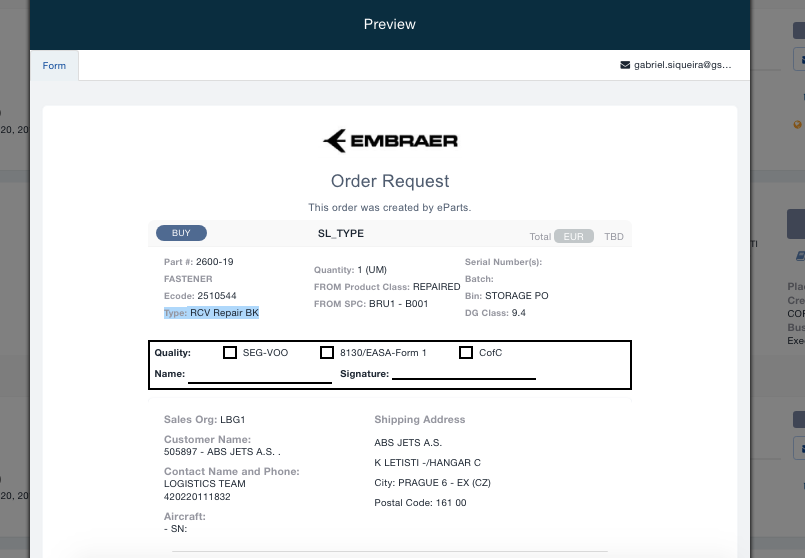 Preview
Form
gabriel.siqueira@gs...
EMBRAER
Order Request
This order was created by eParts.
BUY
SL_TYPE
Total EUR TBD
Part #: 2600-19
FASTENER
Ecode: 2510544
Type: RCV Repair BK
Quantity: 1 (UM)
FROM Product Class: REPAIRED
FROM SPC: BRU1 - B001
Serial Number(s):
Batch:
Bin: STORAGE PO
DG Class: 9.4
Quality: SEG-VOO 8130/EASA-Form 1 CofC
Name: Signature:
Sales Org: LBG1
Customer Name:
505897 - ABS JETS A.S. .
Contact Name and Phone:
LOGISTICS TEAM
420220111832
Aircraft:
- SN:
Shipping Address
ABS JETS A.S.
K LETISTI -/HANGAR C
City: PRAGUE 6 - EX (CZ)
Postal Code: 161 00
20, 20
20, 20